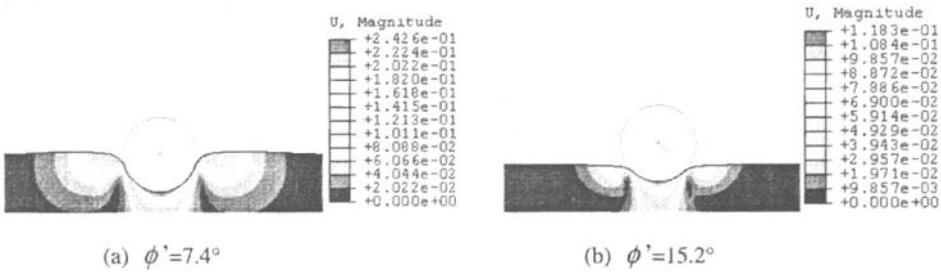 U, Magnitude
+2.426e-01
+2.224e-01
+2.022e-01
+1.820e-01
+1.618e-01
+1.415e-01
+1.213e-01
+1.011e-01
+8.088e-02
+6.066e-02
+4.044e-02
+2.022e-02
+0.000e+00
U, Magnitude
+1.183e-01
+1.084e-01
+9.857e-02
+8.872e-02
+7.886e-02
+6.900e-02
+5.914e-02
+4.929e-02
+3.943e-02
+2.957e-02
+1.971e-02
+9.857e-03
+0.000e+00
(a) ϕ’=7.4°
(b) ϕ’=15.2°